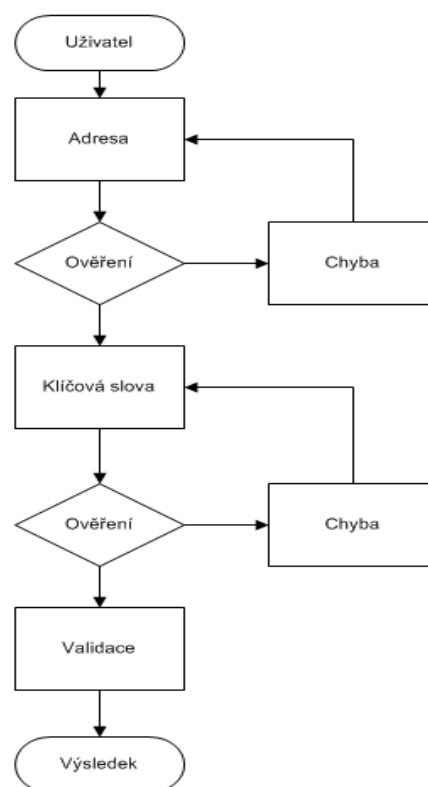 Uživatel
Adresa
Ověření
Chyba
Klíčová slova
Ověření
Chyba
Validace
Výsledek